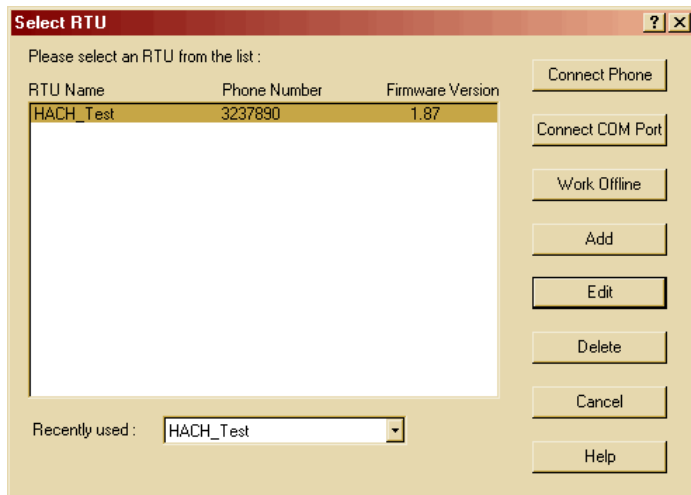 Select RTU
Please select an RTU from the list :
RTU Name Phone Number Firmware Version
HACH_Test 3237890 1.87
Recently used : HACH_Test
Connect Phone
Connect COM Port
Work Offline
Add
Edit
Delete
Cancel
Help